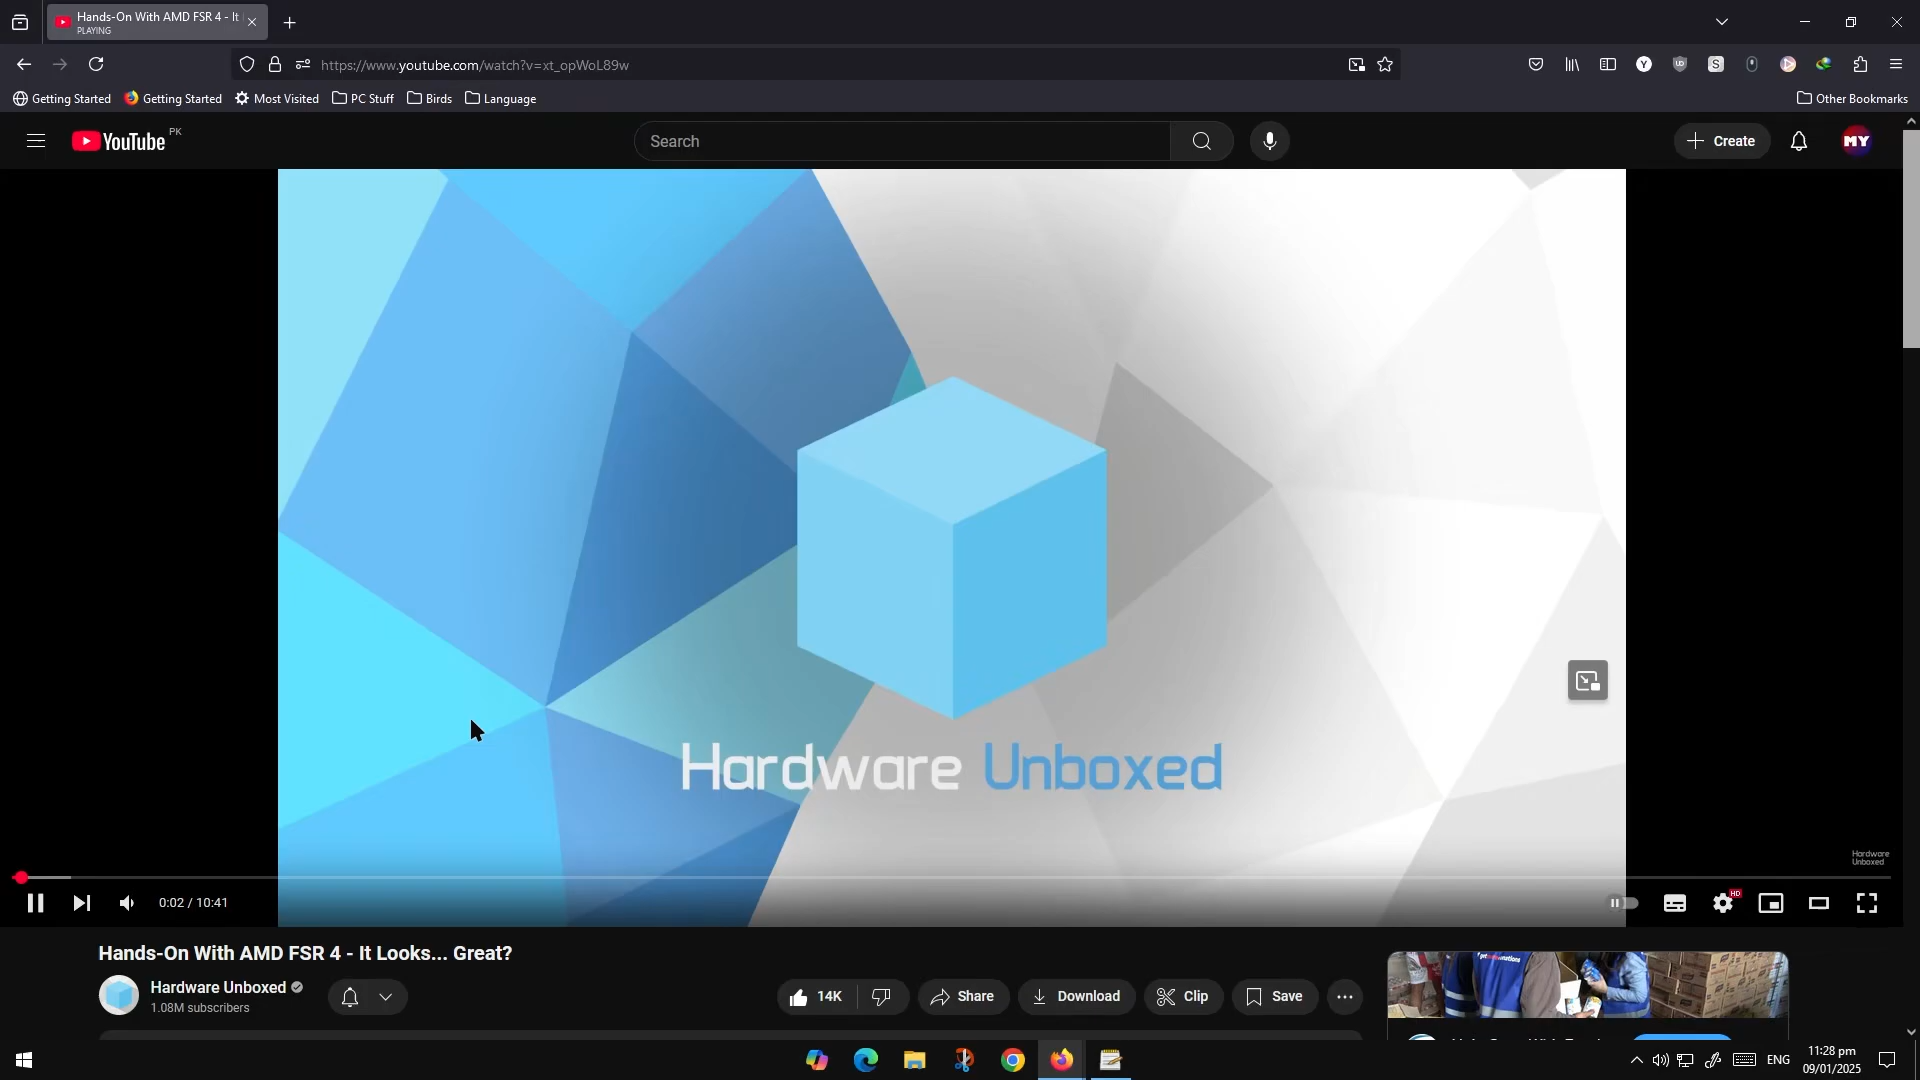 Hands-On With AMD FSR 4 - It
PLAYING
https://www.youtube.com/watch?v=xt_opWoL89w
Getting Started
Getting Started
Most Visited
PC Stuff
Birds
Language
Other Bookmarks
YouTube PK
Search
Create
MY
Hardware Unboxed
Hardware
Unboxed
0:02 / 10:41
HD
Hands-On With AMD FSR 4 - It Looks... Great?
Hardware Unboxed
1.08M subscribers
14K
Share
Download
Clip
Save
ENG
11:28 pm
09/01/2025